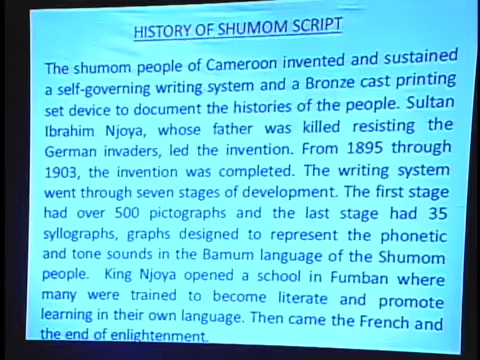 HISTORY OF SHUMOM SCRIPT
The shumom people of Cameroon invented and sustained
a self-governing writing system and a Bronze cast printing
set device to document the histories of the people. Sultan
Ibrahim Njoya, whose father was killed resisting the
German invaders, led the invention. From 1895 through
1903, the invention was completed. The writing system
went through seven stages of development. The first stage
had over 500 pictographs and the last stage had 35
syllographs, graphs designed to represent the phonetic
and tone sounds in the Bamum language of the Shumom
people. King Njoya opened a school in Fumban where
many were trained to become literate and promote
learning in their own language. Then came the French and
the end of enlightenment.